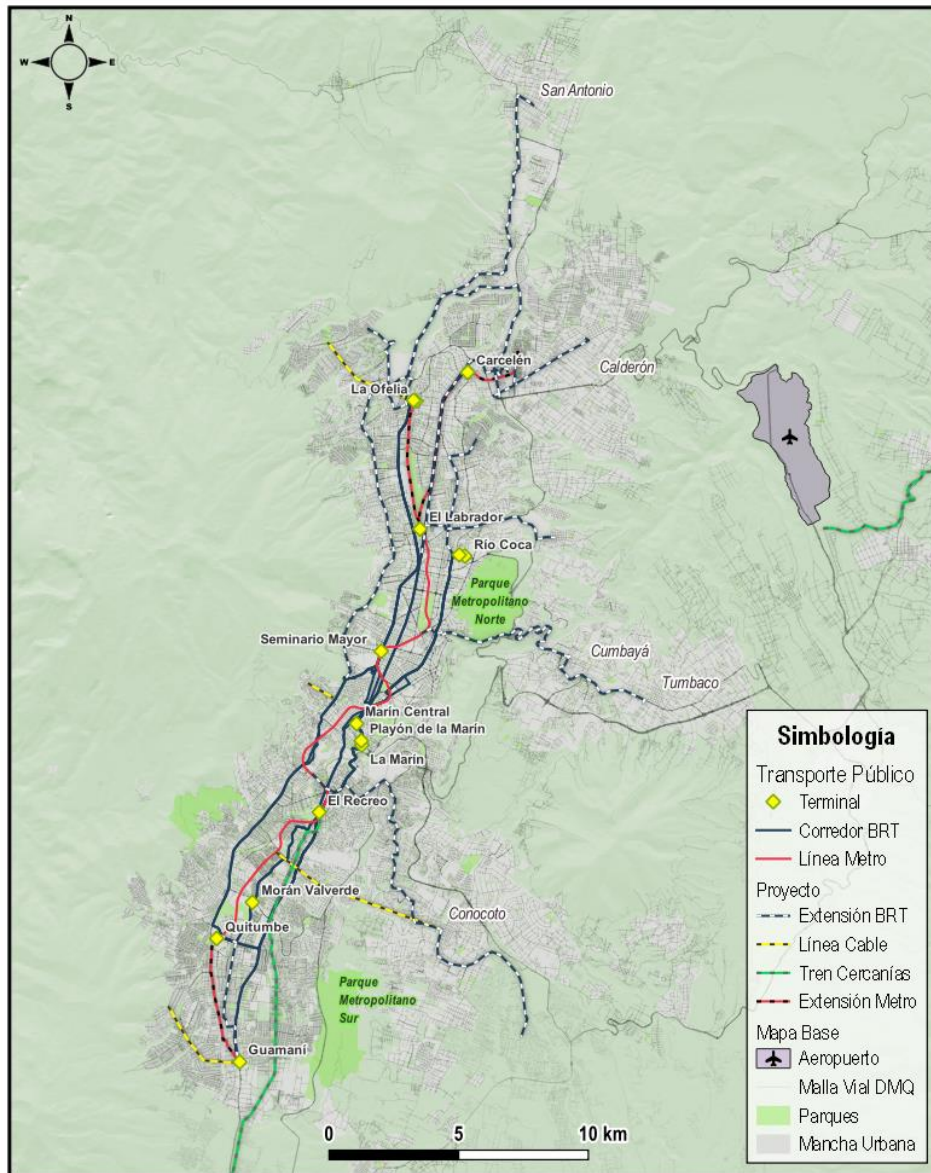 N
W E
S
San Antonio
Carcelén
Calderón
La Ofelia
El Labrador
Río Coca
Parque
Metropolitano
Norte
Seminario Mayor
Cumbayá
Tumbaco
Marín Central
Playón de la Marín
La Marín
El Recreo
Morán Valverde
Conocoto
Quitumbe
Parque
Metropolitano
Sur
Guamaní
0 5 10 km
Simbología
Transporte Público
Terminal
Corredor BRT
Línea Metro
Proyecto
Extensión BRT
Línea Cable
Tren Cercanías
Extensión Metro
Mapa Base
Aeropuerto
Malla Vial DMQ
Parques
Mancha Urbana